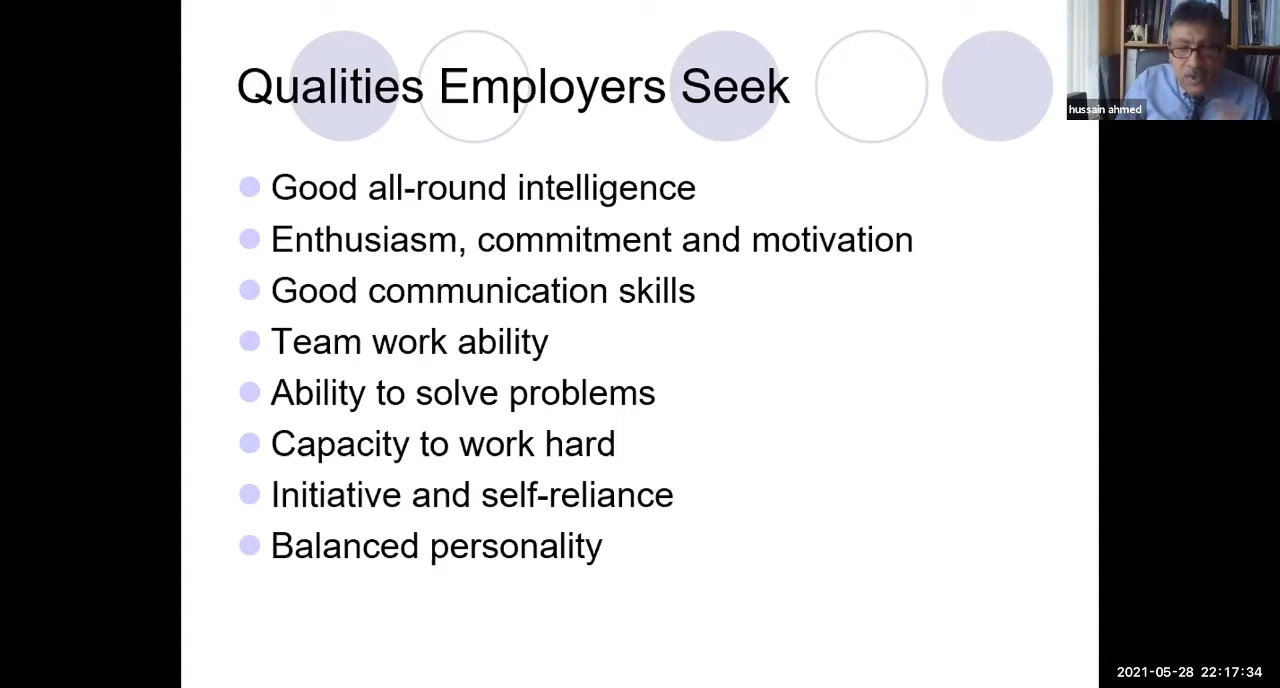 Qualities Employers Seek
hussain ahmed
Good all-round intelligence
Enthusiasm, commitment and motivation
Good communication skills
Team work ability
Ability to solve problems
Capacity to work hard
Initiative and self-reliance
Balanced personality
2021-05-28 22:17:34